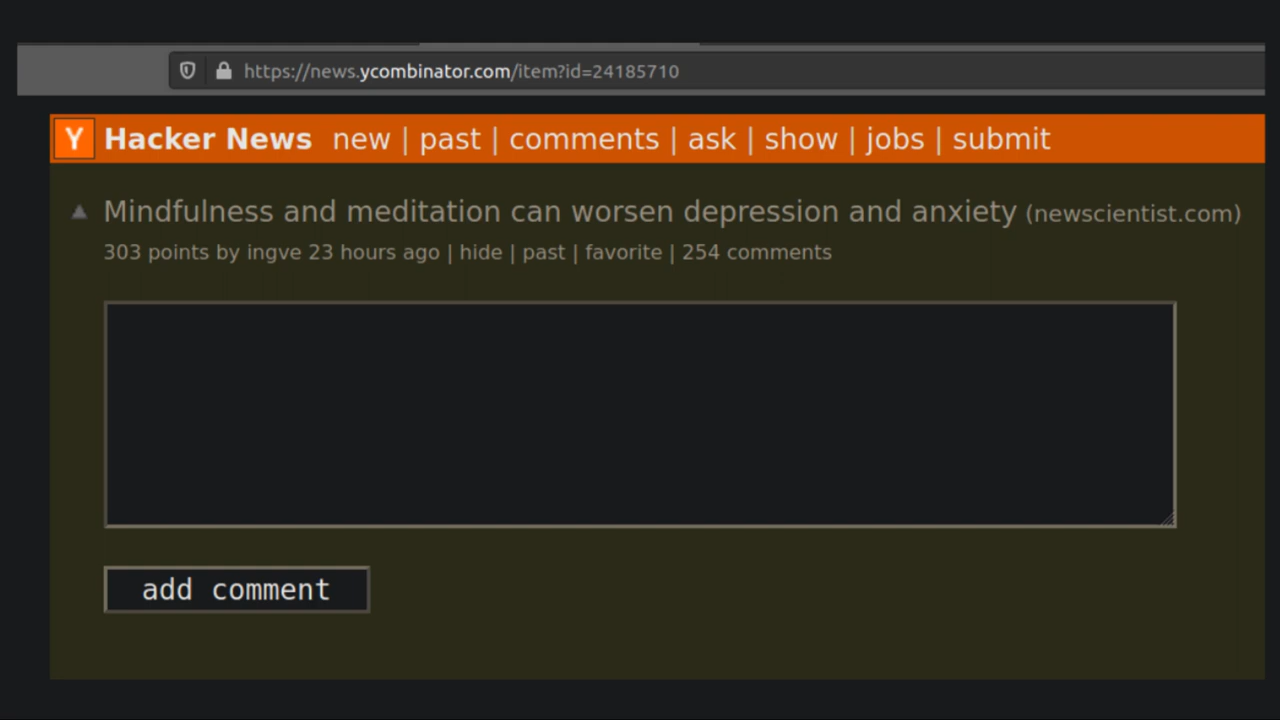 https://news.ycombinator.com/item?id=24185710
Y Hacker News new | past | comments | ask | show | jobs | submit
▲ Mindfulness and meditation can worsen depression and anxiety (newscientist.com)
303 points by ingve 23 hours ago | hide | past | favorite | 254 comments
add comment